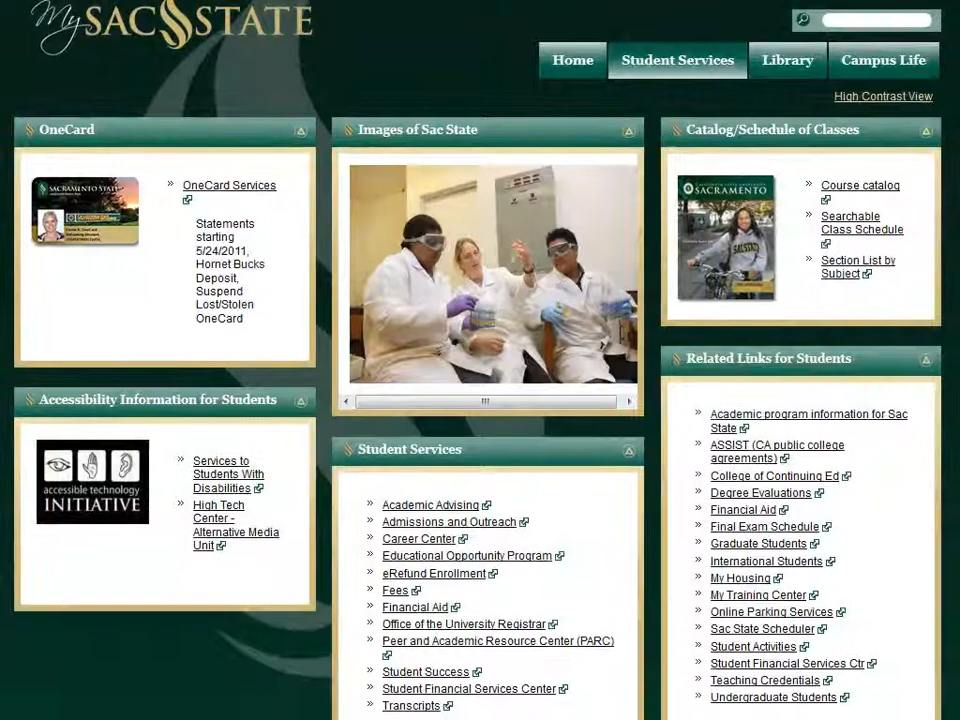 My SAC STATE
Home
Student Services
Library
Campus Life
High Contrast View
OneCard
SACRAMENTO STATE
» OneCard Services
Statements
starting
5/24/2011,
Hornet Bucks
Deposit,
Suspend
Lost/Stolen
OneCard
Accessibility Information for Students
accessible technology
INITIATIVE
» Services to
Students With
Disabilities
» High Tech
Center -
Alternative Media
Unit
Images of Sac State
Student Services
» Academic Advising
» Admissions and Outreach
» Career Center
» Educational Opportunity Program
» eRefund Enrollment
» Fees
» Financial Aid
» Office of the University Registrar
» Peer and Academic Resource Center (PARC)
» Student Success
» Student Financial Services Center
» Transcripts
Catalog/Schedule of Classes
SACRAMENTO
SAC STATE
» Course catalog
» Searchable
Class Schedule
» Section List by
Subject
Related Links for Students
» Academic program information for Sac
State
» ASSIST (CA public college
agreements)
» College of Continuing Ed
» Degree Evaluations
» Financial Aid
» Final Exam Schedule
» Graduate Students
» International Students
» My Housing
» My Training Center
» Online Parking Services
» Sac State Scheduler
» Student Activities
» Student Financial Services Ctr
» Teaching Credentials
» Undergraduate Students